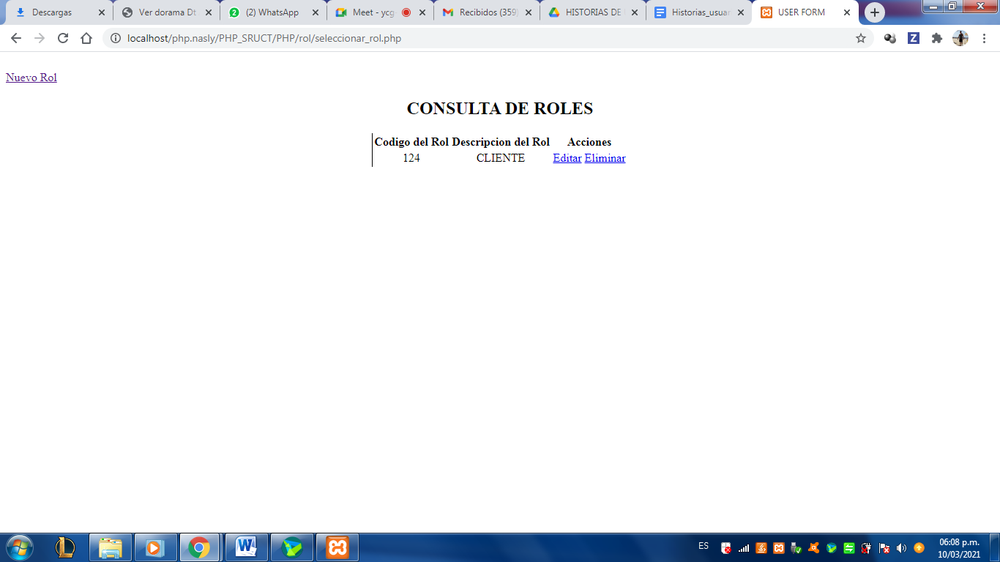 Descargas
Ver dorama Dt
2 (2) WhatsApp
Meet - ycg
Recibidos (359)
HISTORIAS DE
Historias_usuar
USER FORM
localhost/php.nasly/PHP_SRUCT/PHP/rol/seleccionar_rol.php
Z
Nuevo Rol
CONSULTA DE ROLES
Codigo del Rol Descripcion del Rol Acciones
124 CLIENTE Editar Eliminar
L
W
ES
06:08 p.m.
10/03/2021